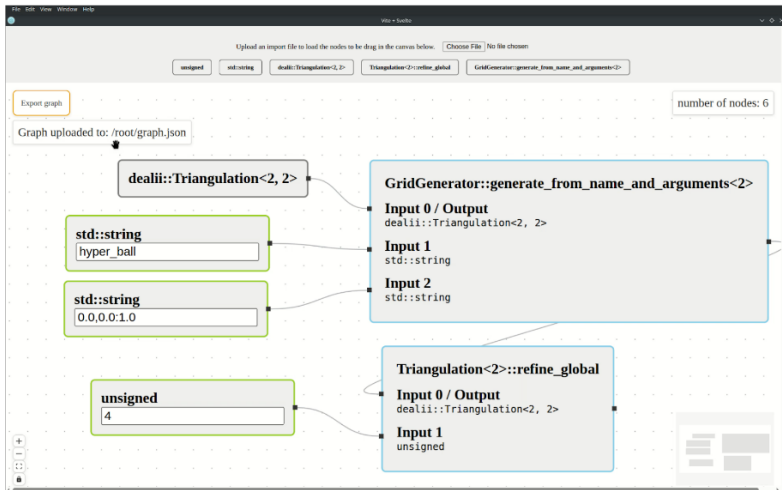 File Edit View Window Help
Vite + Svelte
Upload an import file to load the nodes to be drag in the canvas below. Choose File No file chosen
unsigned std::string dealii::Triangulation<2, 2> Triangulation<2>::refine_global GridGenerator::generate_from_name_and_arguments<2>
Export graph
number of nodes: 6
Graph uploaded to: /root/graph.json
dealii::Triangulation<2, 2>
std::string
hyper_ball
std::string
0.0,0.0:1.0
unsigned
4
GridGenerator::generate_from_name_and_arguments<2>
Input 0 / Output
dealii::Triangulation<2, 2>
Input 1
std::string
Input 2
std::string
Triangulation<2>::refine_global
Input 0 / Output
dealii::Triangulation<2, 2>
Input 1
unsigned